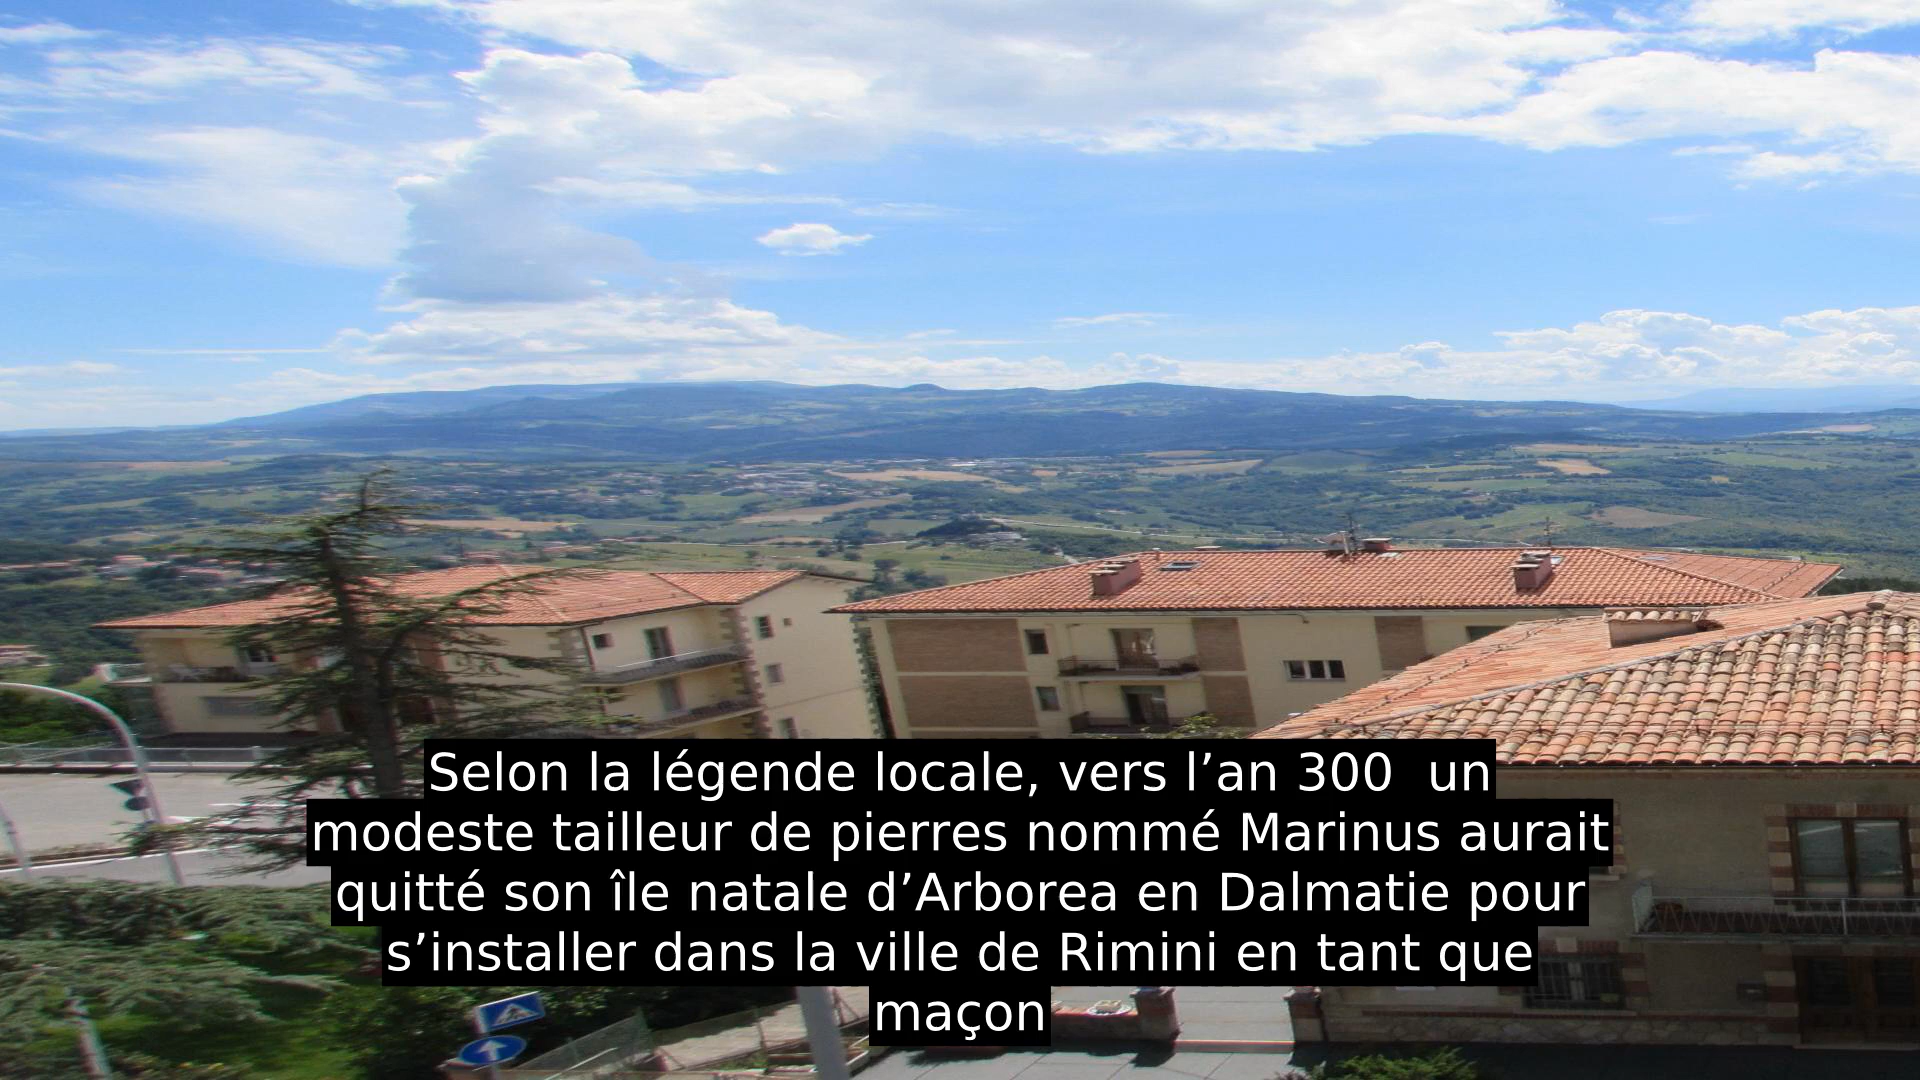 Selon la légende locale, vers l’an 300  un
modeste tailleur de pierres nommé Marinus aurait
quitté son île natale d’Arborea en Dalmatie pour
s’installer dans la ville de Rimini en tant que
maçon